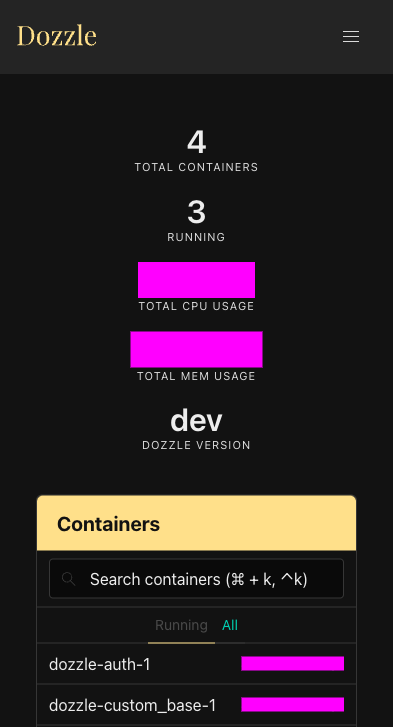 Dozzle
4
TOTAL CONTAINERS
3
RUNNING
TOTAL CPU USAGE
TOTAL MEM USAGE
dev
DOZZLE VERSION
Containers
Search containers (⌘ + k, ^k)
Running All
dozzle-auth-1
dozzle-custom_base-1